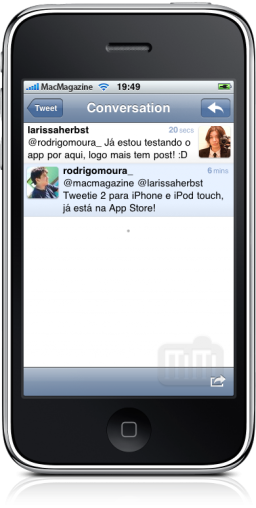 MacMagazine 19:49
Tweet Conversation
larissaherbst 20 secs
@rodrigomoura_ Já estou testando o
app por aqui, logo mais tem post! :D
rodrigomoura_ 6 mins
@macmagazine @larissaherbst
Tweetie 2 para iPhone e iPod touch,
já está na App Store!